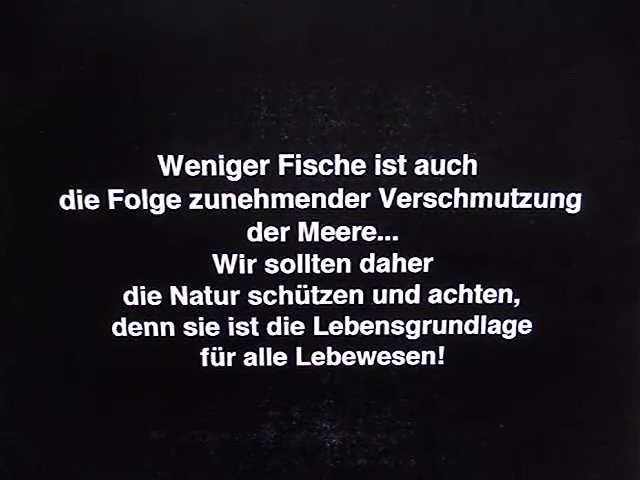 Weniger Fische ist auch
die Folge zunehmender Verschmutzung
der Meere...
Wir sollten daher
die Natur schützen und achten,
denn sie ist die Lebensgrundlage
für alle Lebewesen!